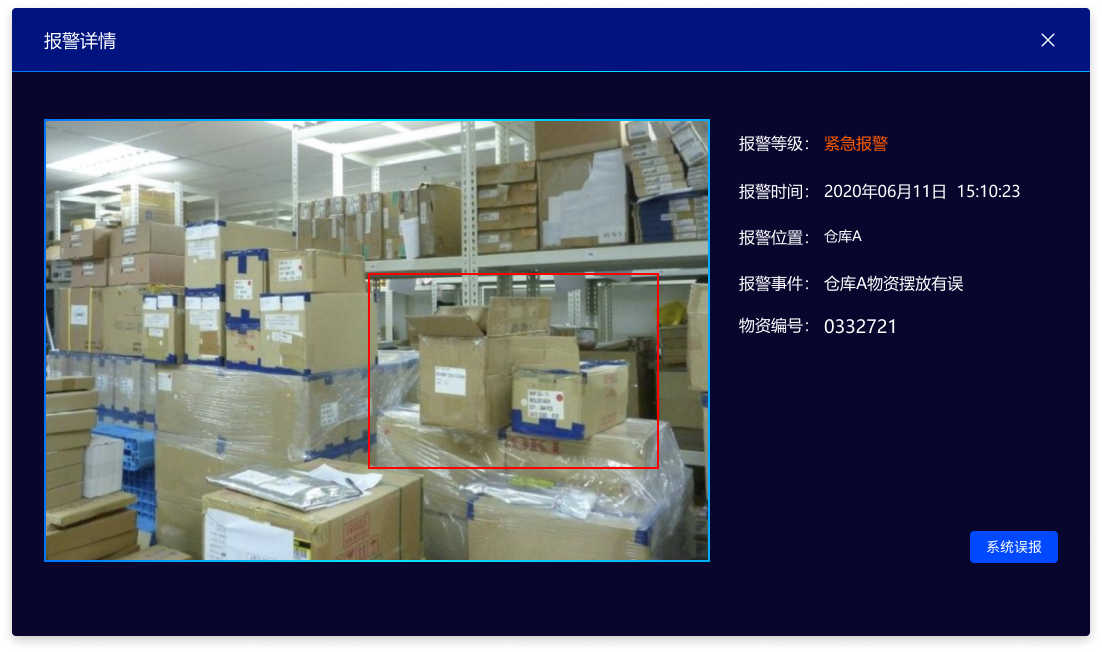 报警详情
报警等级： 紧急报警
报警时间： 2020年06月11日 15:10:23
报警位置： 仓库A
报警事件： 仓库A物资摆放有误
物资编号： 0332721
系统误报